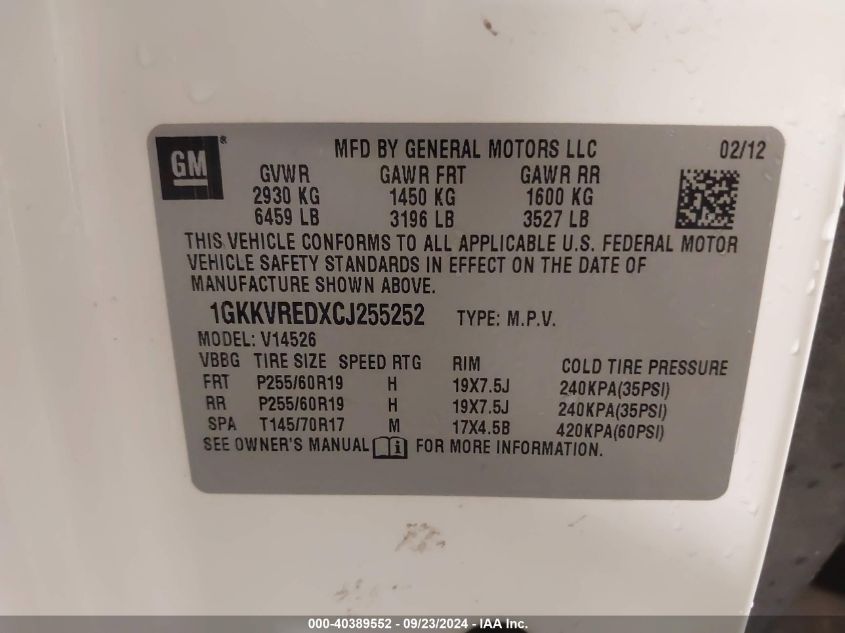 GM®
MFD BY GENERAL MOTORS LLC 02/12
GVWR GAWR FRT GAWR RR
2930 KG 1450 KG 1600 KG
6459 LB 3196 LB 3527 LB
THIS VEHICLE CONFORMS TO ALL APPLICABLE U.S. FEDERAL MOTOR
VEHICLE SAFETY STANDARDS IN EFFECT ON THE DATE OF
MANUFACTURE SHOWN ABOVE.
1GKKVREDXCJ255252 TYPE: M.P.V.
MODEL: V14526
VBBG TIRE SIZE SPEED RTG RIM COLD TIRE PRESSURE
FRT P255/60R19 H 19X7.5J 240KPA(35PSI)
RR P255/60R19 H 19X7.5J 240KPA(35PSI)
SPA T145/70R17 M 17X4.5B 420KPA(60PSI)
SEE OWNER'S MANUAL i FOR MORE INFORMATION.
000-40389552 - 09/23/2024 - IAA Inc.